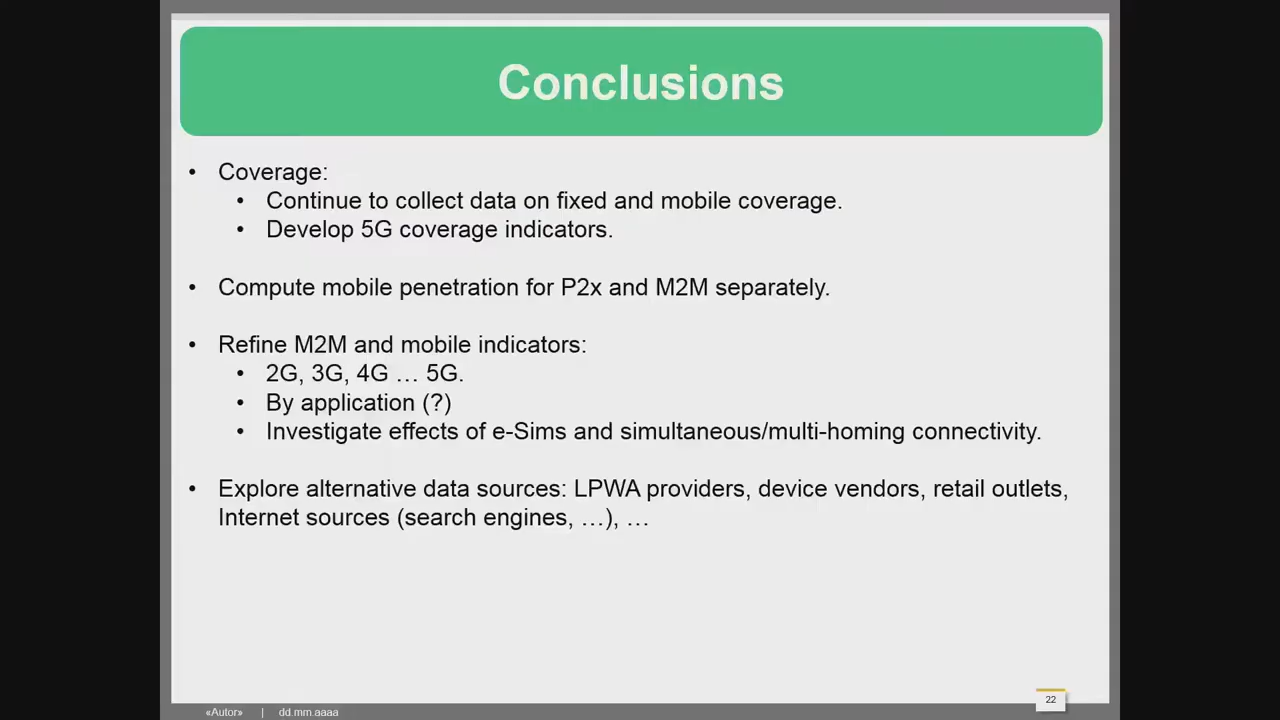 Conclusions
• Coverage:
• Continue to collect data on fixed and mobile coverage.
• Develop 5G coverage indicators.
• Compute mobile penetration for P2x and M2M separately.
• Refine M2M and mobile indicators:
• 2G, 3G, 4G … 5G.
• By application (?)
• Investigate effects of e-Sims and simultaneous/multi-homing connectivity.
• Explore alternative data sources: LPWA providers, device vendors, retail outlets,
Internet sources (search engines, …), …
22
«Autor» | dd.mm.aaaa